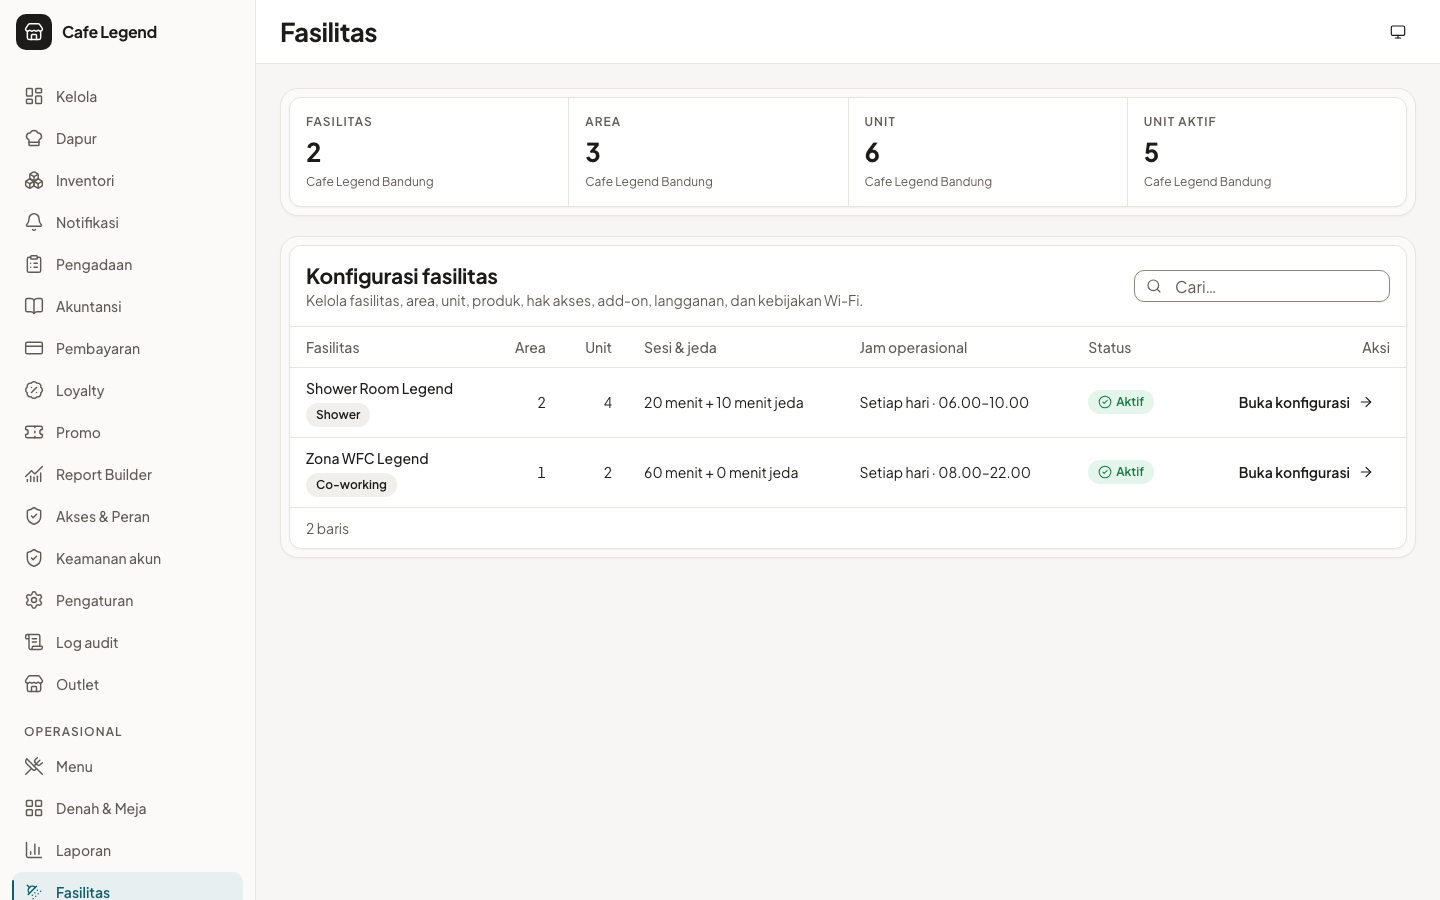 Cafe Legend
Kelola
Dapur
Inventori
Notifikasi
Pengadaan
Akuntansi
Pembayaran
Loyalty
Promo
Report Builder
Akses & Peran
Keamanan akun
Pengaturan
Log audit
Outlet
OPERASIONAL
Menu
Denah & Meja
Laporan
Fasilitas
Fasilitas
FASILITAS
2
Cafe Legend Bandung
AREA
3
Cafe Legend Bandung
UNIT
6
Cafe Legend Bandung
UNIT AKTIF
5
Cafe Legend Bandung
Konfigurasi fasilitas
Kelola fasilitas, area, unit, produk, hak akses, add-on, langganan, dan kebijakan Wi-Fi.
Cari...
Fasilitas Area Unit Sesi & jeda Jam operasional Status Aksi
Shower Room Legend
Shower
2 4 20 menit + 10 menit jeda Setiap hari · 06.00–10.00 Aktif Buka konfigurasi
Zona WFC Legend
Co-working
1 2 60 menit + 0 menit jeda Setiap hari · 08.00–22.00 Aktif Buka konfigurasi
2 baris